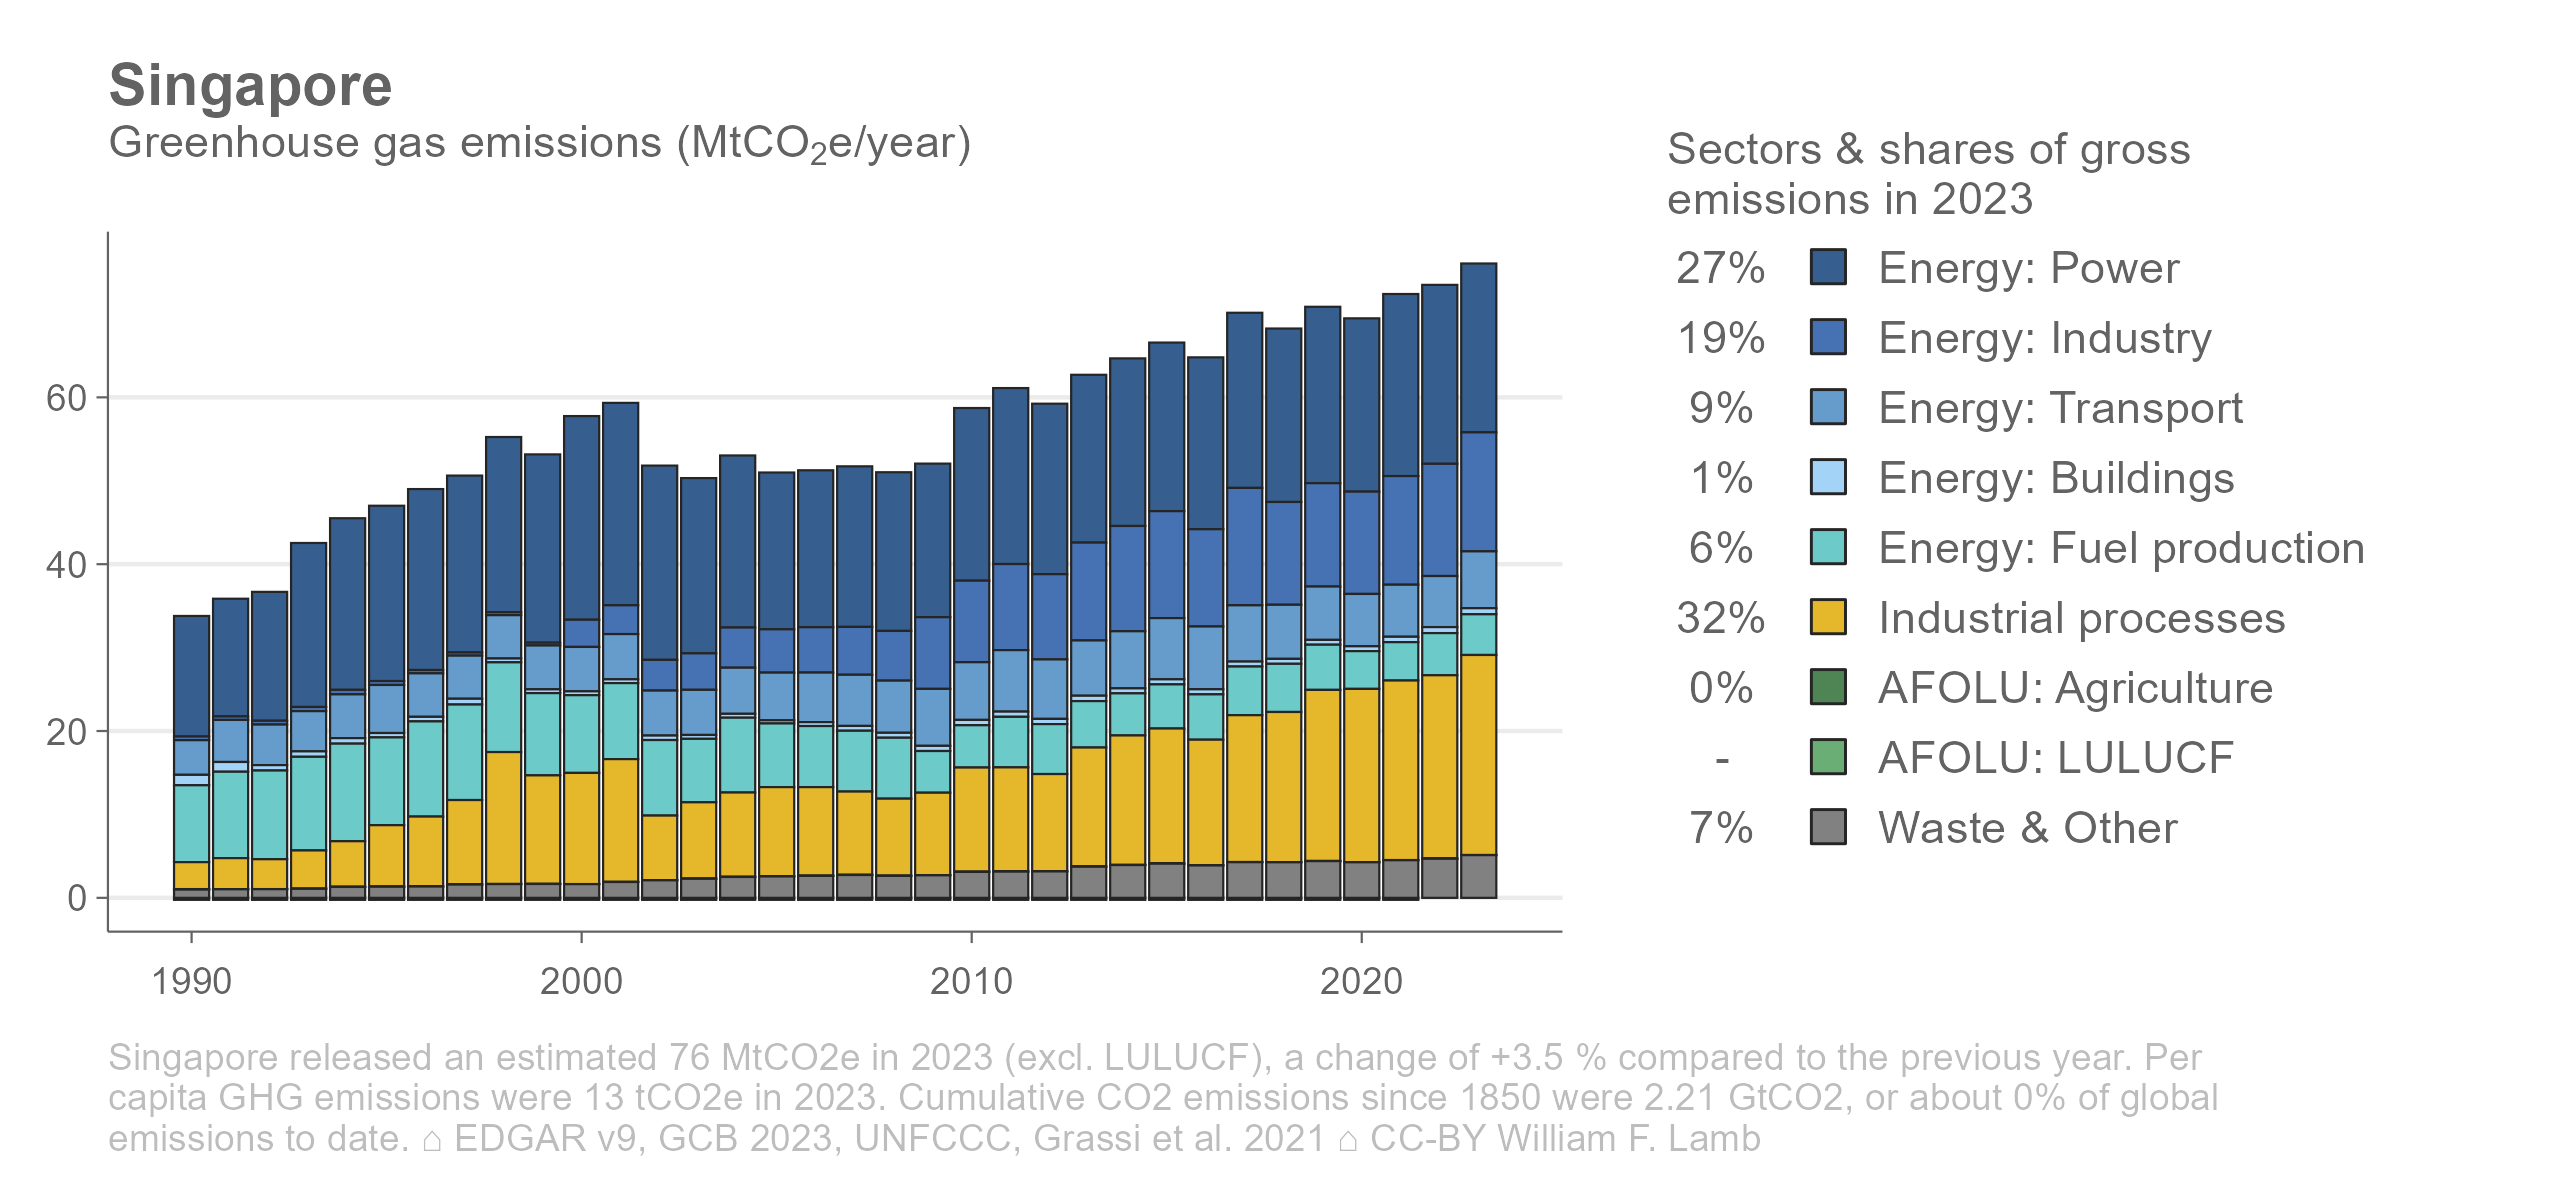 Singapore
Greenhouse gas emissions (MtCO₂e/year)
Sectors & shares of gross
emissions in 2023
27% Energy: Power
19% Energy: Industry
9% Energy: Transport
1% Energy: Buildings
6% Energy: Fuel production
32% Industrial processes
0% AFOLU: Agriculture
- AFOLU: LULUCF
7% Waste & Other
60
40
20
0
1990 2000 2010 2020
Singapore released an estimated 76 MtCO2e in 2023 (excl. LULUCF), a change of +3.5 % compared to the previous year. Per
capita GHG emissions were 13 tCO2e in 2023. Cumulative CO2 emissions since 1850 were 2.21 GtCO2, or about 0% of global
emissions to date. ⌂ EDGAR v9, GCB 2023, UNFCCC, Grassi et al. 2021 ⌂ CC-BY William F. Lamb